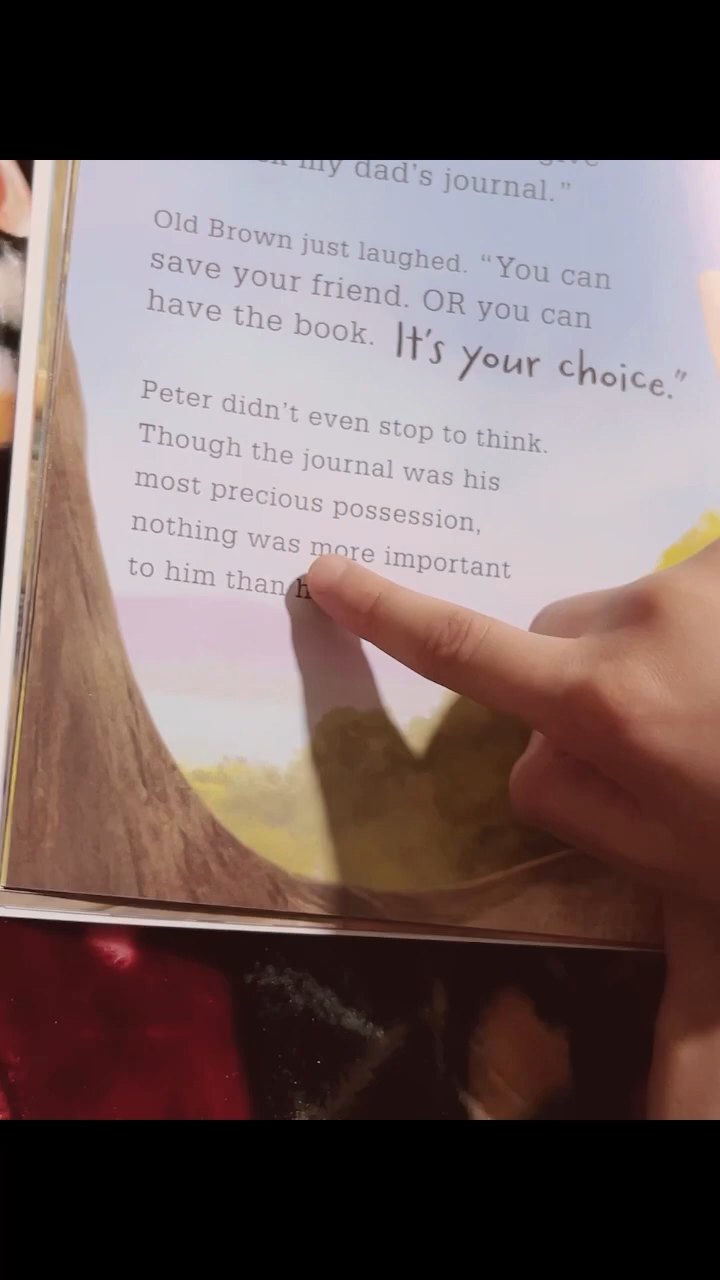 my dad's journal."
Old Brown just laughed. "You can
save your friend. OR you can
have the book. It's your choice."
Peter didn't even stop to think.
Though the journal was his
most precious possession,
nothing was more important
to him than